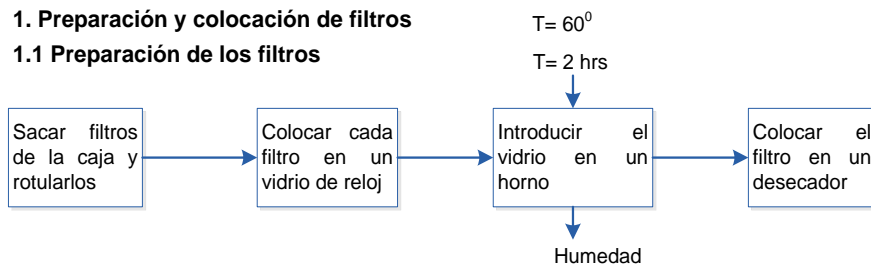 1. Preparación y colocación de filtros
1.1 Preparación de los filtros
T= 60⁰
T= 2 hrs
Sacar filtros
de la caja y
rotularlos
Colocar cada
filtro en un
vidrio de reloj
Introducir el
vidrio en un
horno
Colocar el
filtro en un
desecador
Humedad